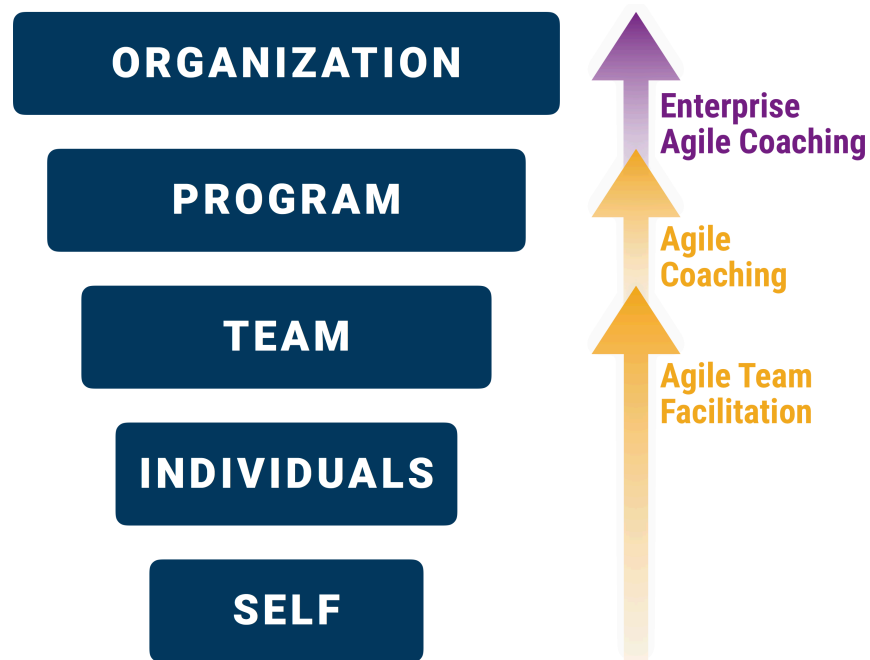 ORGANIZATION
Enterprise
Agile Coaching
PROGRAM
Agile
Coaching
TEAM
Agile Team
Facilitation
INDIVIDUALS
SELF